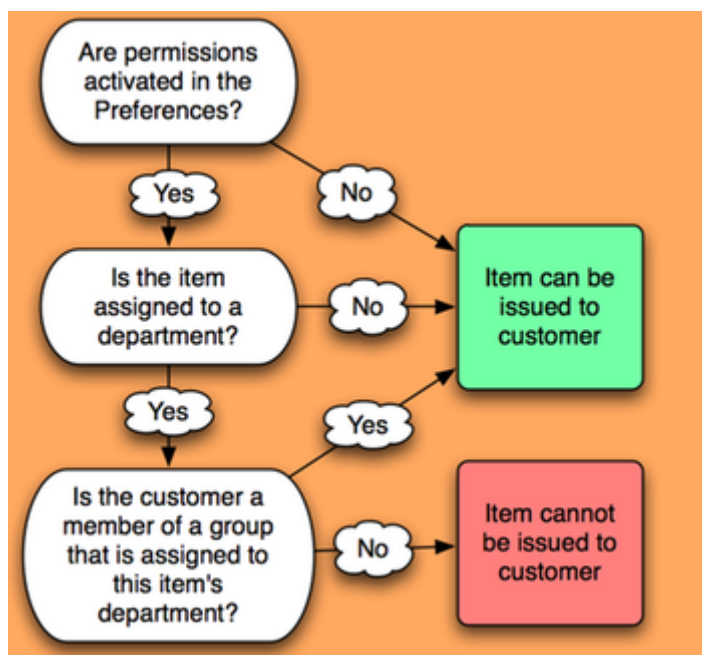 Are permissions
activated in the
Preferences?
Yes
No
Is the item
assigned to a
department?
No
Item can be
issued to
customer
Yes
Yes
Is the customer a
member of a group
that is assigned to
this item's
department?
No
Item cannot
be issued to
customer